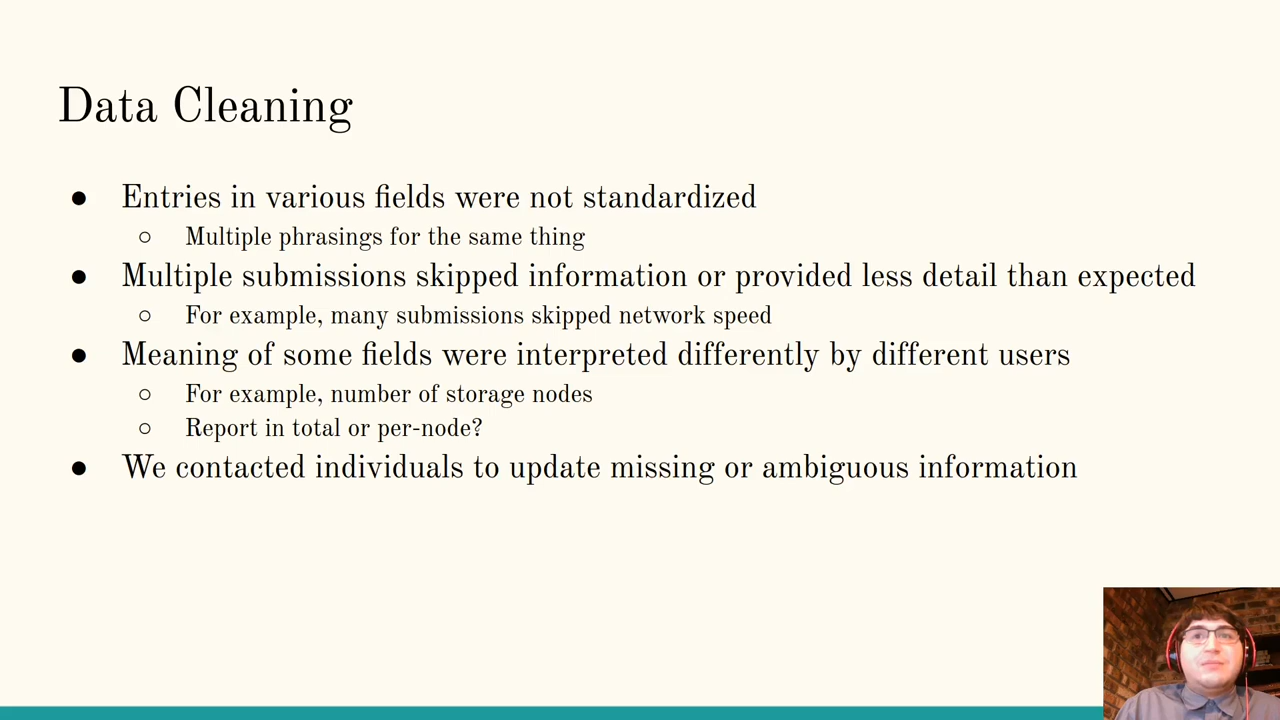 Data Cleaning
● Entries in various fields were not standardized
○ Multiple phrasings for the same thing
● Multiple submissions skipped information or provided less detail than expected
○ For example, many submissions skipped network speed
● Meaning of some fields were interpreted differently by different users
○ For example, number of storage nodes
○ Report in total or per-node?
● We contacted individuals to update missing or ambiguous information